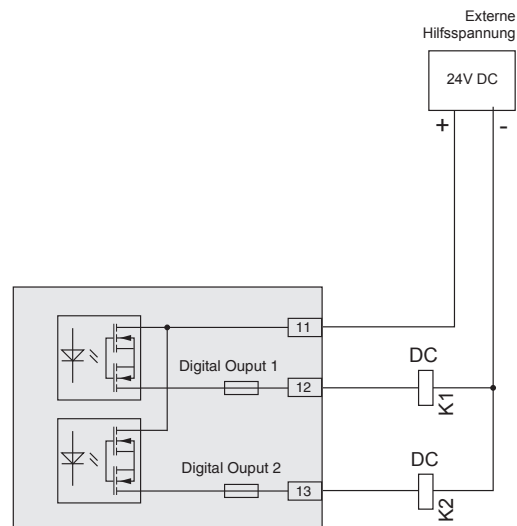 Externe
Hilfsspannung
24V DC
+ -
11
Digital Ouput 1
12
DC
K1
Digital Ouput 2
13
DC
K2